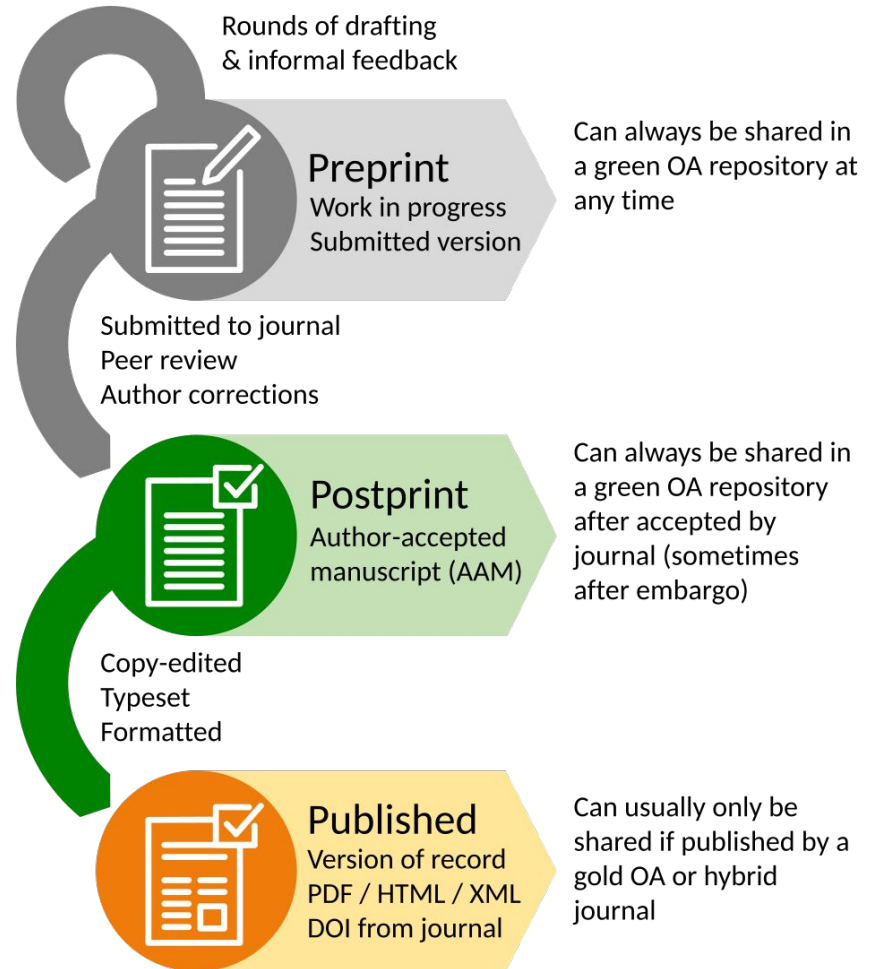 Rounds of drafting
& informal feedback
Preprint
Work in progress
Submitted version
Can always be shared in
a green OA repository at
any time
Submitted to journal
Peer review
Author corrections
Postprint
Author-accepted
manuscript (AAM)
Can always be shared in
a green OA repository
after accepted by
journal (sometimes
after embargo)
Copy-edited
Typeset
Formatted
Published
Version of record
PDF / HTML / XML
DOI from journal
Can usually only be
shared if published by a
gold OA or hybrid
journal